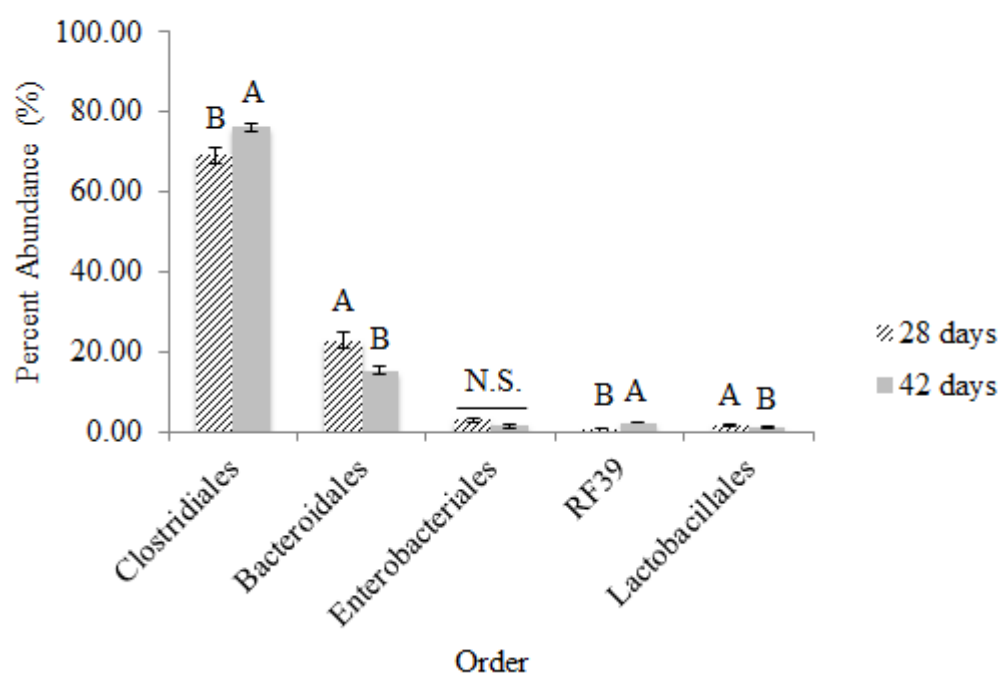 100.00
80.00
60.00
40.00
20.00
0.00
Percent Abundance (%)
B
A
A
B
N.S.
B
A
A
B
Clostridiales
Bacteroidales
Enterobacteriales
RF39
Lactobacillales
Order
28 days
42 days